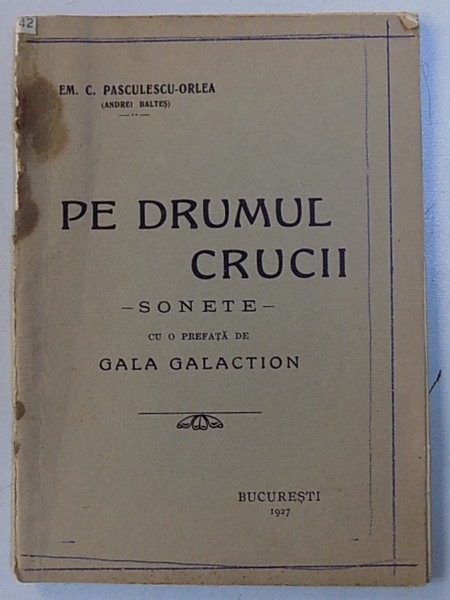 42
EM. C. PASCULESCU-ORLEA
(ANDREI BALTEȘ)
PE DRUMUL
CRUCII
—SONETE—
CU O PREFAȚĂ DE
GALA GALACTION
BUCUREȘTI
1927